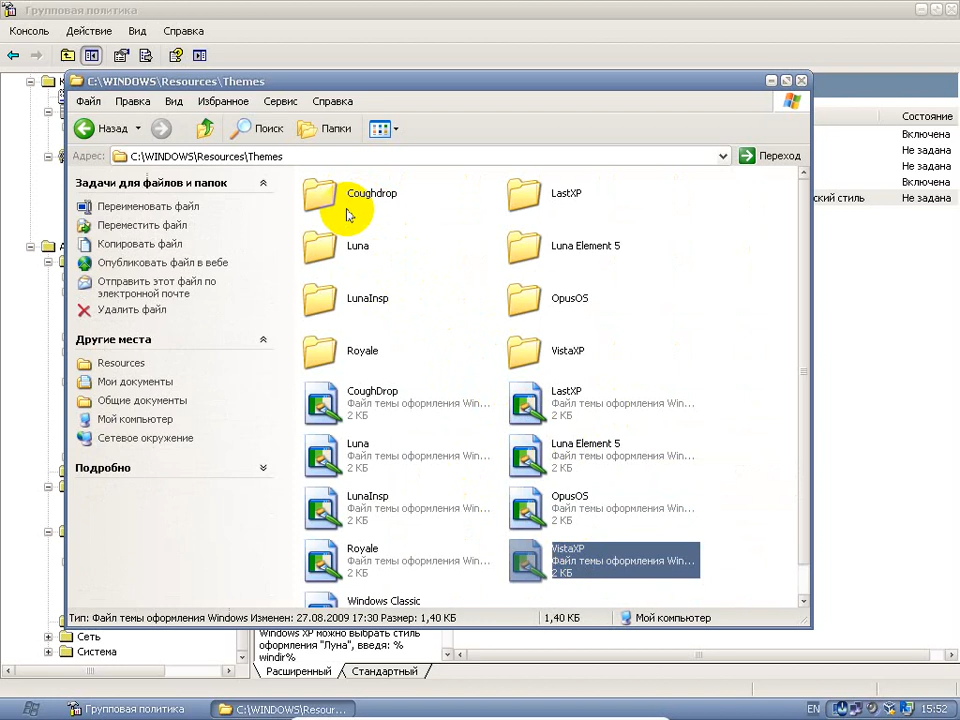 Групповая политика
Консоль Действие Вид Справка
C:\WINDOWS\Resources\Themes
Файл Правка Вид Избранное Сервис Справка
Назад Поиск Папки
Адрес: C:\WINDOWS\Resources\Themes Переход
Задачи для файлов и папок
Переименовать файл
Переместить файл
Копировать файл
Опубликовать файл в вебе
Отправить этот файл по
электронной почте
Удалить файл
Другие места
Resources
Мои документы
Общие документы
Мой компьютер
Сетевое окружение
Подробно
Coughdrop
LastXP
Luna
Luna Element 5
LunaInsp
OpusOS
Royale
VistaXP
CoughDrop
Файл темы оформления Win...
2 КБ
LastXP
Файл темы оформления Win...
2 КБ
Luna
Файл темы оформления Win...
2 КБ
Luna Element 5
Файл темы оформления Win...
2 КБ
LunaInsp
Файл темы оформления Win...
2 КБ
OpusOS
Файл темы оформления Win...
2 КБ
Royale
Файл темы оформления Win...
2 КБ
VistaXP
Файл темы оформления Win...
2 КБ
Windows Classic
Тип: Файл темы оформления Windows Изменен: 27.08.2009 17:30 Размер: 1,40 КБ 1,40 КБ Мой компьютер
Состояние
Включена
Не задана
Не задана
Включена
ский стиль Не задана
Сеть
Система
Windows XP можно выбрать стиль
оформления "Луна", введя: %
windir%
Расширенный Стандартный
Групповая политика C:\WINDOWS\Resour... EN 15:52